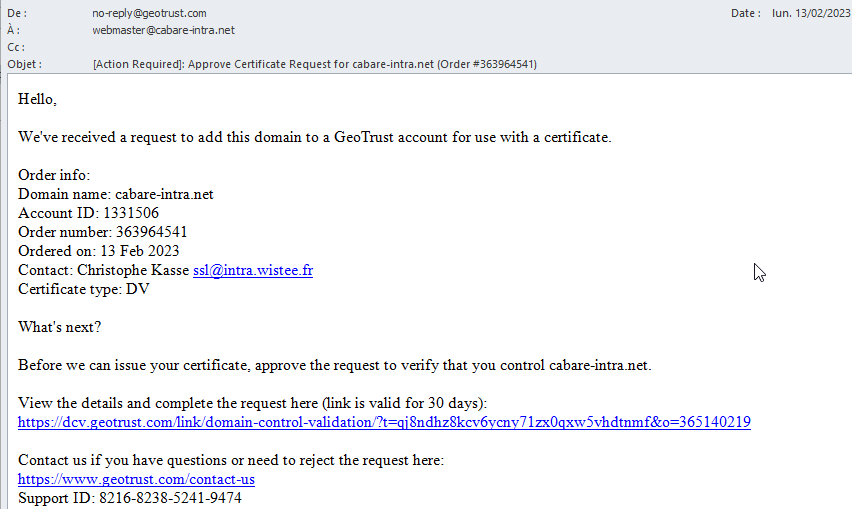 De : no-reply@geotrust.com Date : lun. 13/02/2023
À : webmaster@cabare-intra.net
Cc :
Objet : [Action Required]: Approve Certificate Request for cabare-intra.net (Order #363964541)
Hello,
We've received a request to add this domain to a GeoTrust account for use with a certificate.
Order info:
Domain name: cabare-intra.net
Account ID: 1331506
Order number: 363964541
Ordered on: 13 Feb 2023
Contact: Christophe Kasse ssl@intra.wistee.fr
Certificate type: DV
What's next?
Before we can issue your certificate, approve the request to verify that you control cabare-intra.net.
View the details and complete the request here (link is valid for 30 days):
https://dcv.geotrust.com/link/domain-control-validation/?t=qj8ndhz8kcv6ycny71zx0qxw5vhdtnmf&o=365140219
Contact us if you have questions or need to reject the request here:
https://www.geotrust.com/contact-us
Support ID: 8216-8238-5241-9474